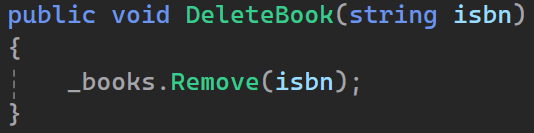 public void DeleteBook(string isbn)
{
    _books.Remove(isbn);
}